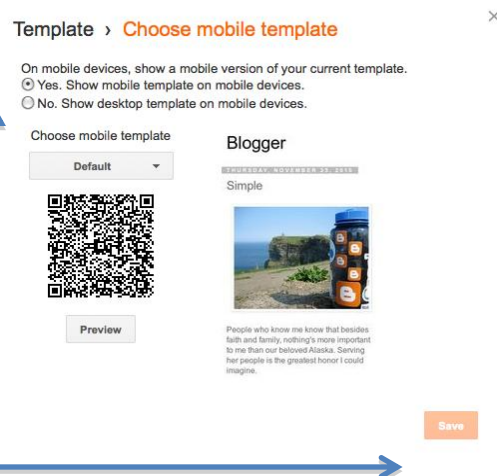 Template › Choose mobile template
On mobile devices, show a mobile version of your current template.
Yes. Show mobile template on mobile devices.
No. Show desktop template on mobile devices.
Choose mobile template
Default
Preview
Blogger
THURSDAY, NOVEMBER
Simple
People who know me know that besides
faith and family, nothing's more important
to me than our beloved Alaska. Serving
her people is the greatest honor I could
imagine.
Save